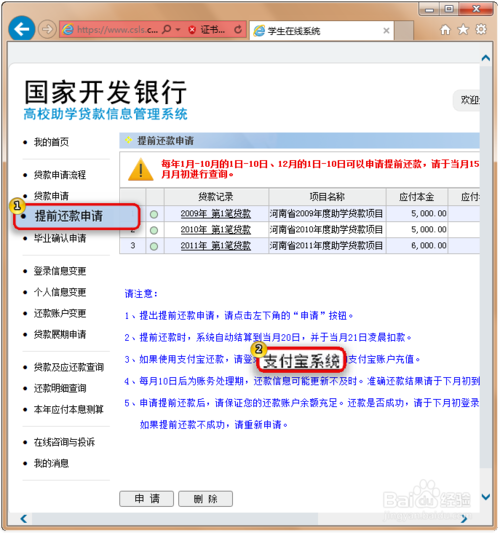 https://www.csls.c...
证书...
学生在线系统
国家开发银行
高校助学贷款信息管理系统
欢迎
我的首页
贷款申请流程
贷款申请
1
提前还款申请
毕业确认申请
登录信息变更
个人信息变更
还款账户变更
贷款展期申请
贷款及应还款查询
还款明细查询
本年应付本息测算
在线咨询与投诉
我的消息
提前还款申请
每年1月-10月的1日-10日、12月的1日-10日可以申请提前还款，请于当月15
月月初进行查询。
贷款记录 项目名称 应付本金 应付
2009年 第1笔贷款 河南省2009年度助学贷款项目 5,000.00
2 2010年 第1笔贷款 河南省2010年度助学贷款项目 5,000.00
3 2011年 第1笔贷款 河南省2011年度助学贷款项目 6,000.00
请注意：
1、提出提前还款申请，请点击左下角的“申请”按钮。
2、提前还款时，系统自动结算到当月20日，并于当月21日凌晨扣款。
3、如果使用支付宝还款，请登 2 支付宝系统 支付宝账户充值。
4、每月10日后为账务处理期，还款信息可能更新不及时。准确还款结果请于下月初到
5、申请提前还款后，请保证您的还款账户余额充足。还款是否成功，请于下月初登录
如果提前还款不成功，请重新申请。
申 请
删 除
Baidu 经验
jingyan.baidu.com